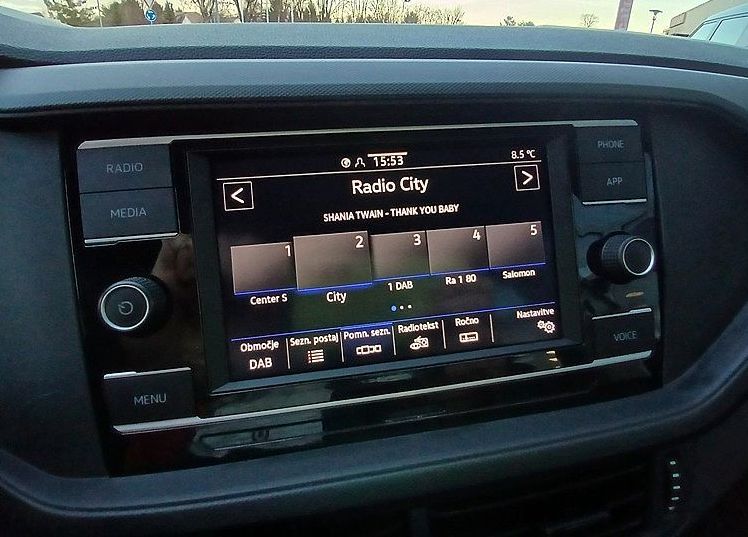 RADIO
MEDIA
MENU
15:53
8.5 °C
<
Radio City
>
SHANIA TWAIN - THANK YOU BABY
1 2 3 4 5
Center S City 1 DAB Ra 1 80 Salomon
Območje Sezn. postaj Pomn. sezn. Radiotekst Ročno Nastavitve
DAB
PHONE
APP
VOICE